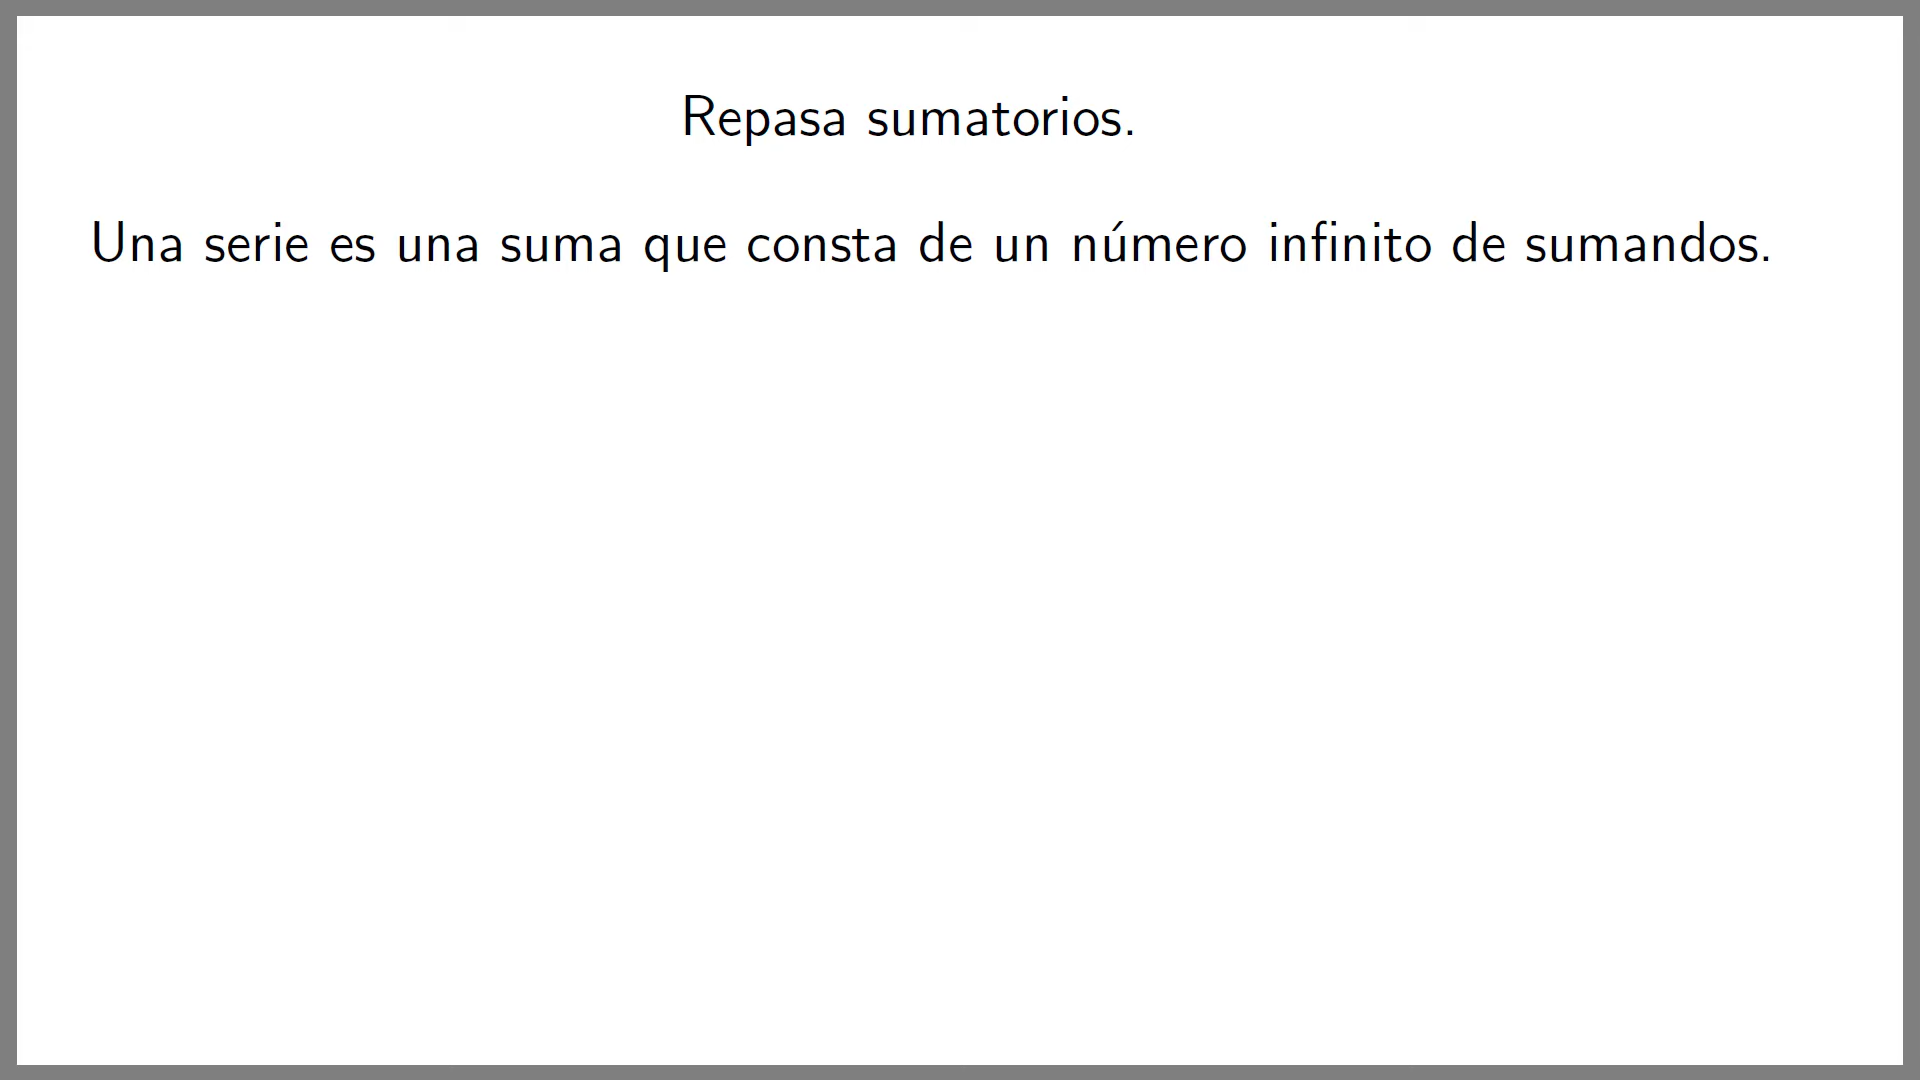 Repasa sumatorios.
Una serie es una suma que consta de un número infinito de sumandos.